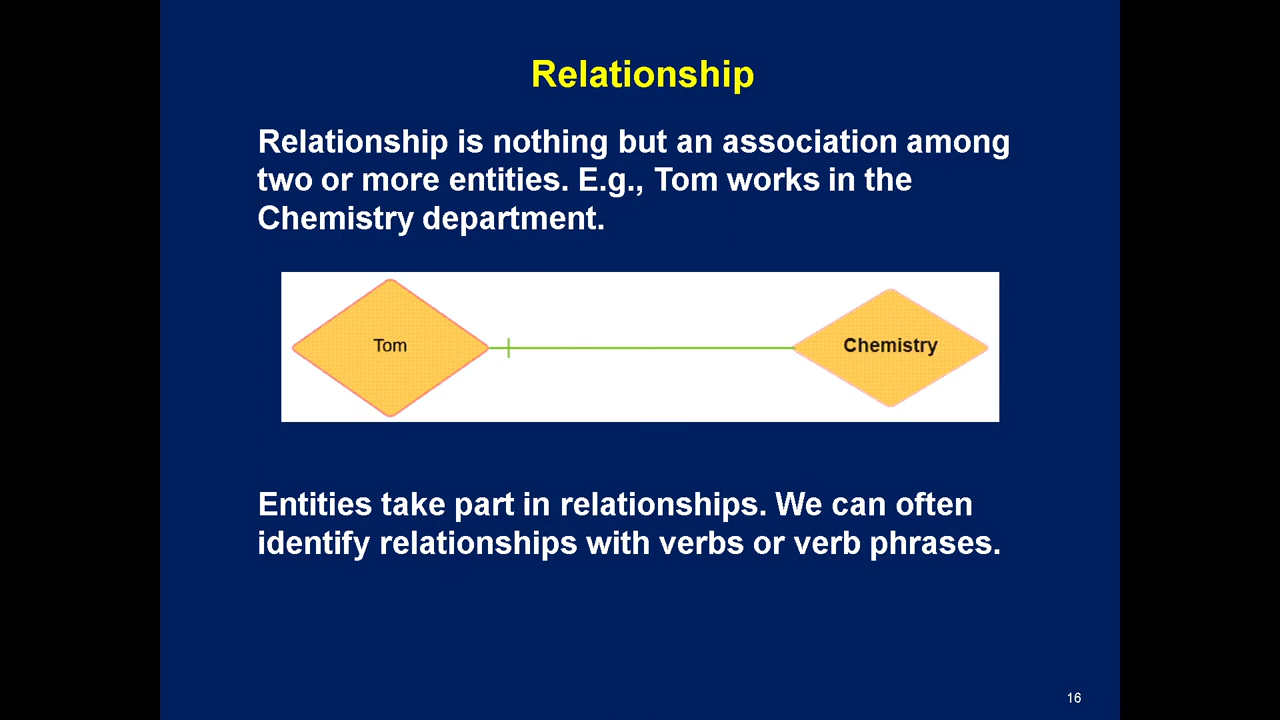 Relationship
Relationship is nothing but an association among
two or more entities. E.g., Tom works in the
Chemistry department.
Tom
Chemistry
Entities take part in relationships. We can often
identify relationships with verbs or verb phrases.
16